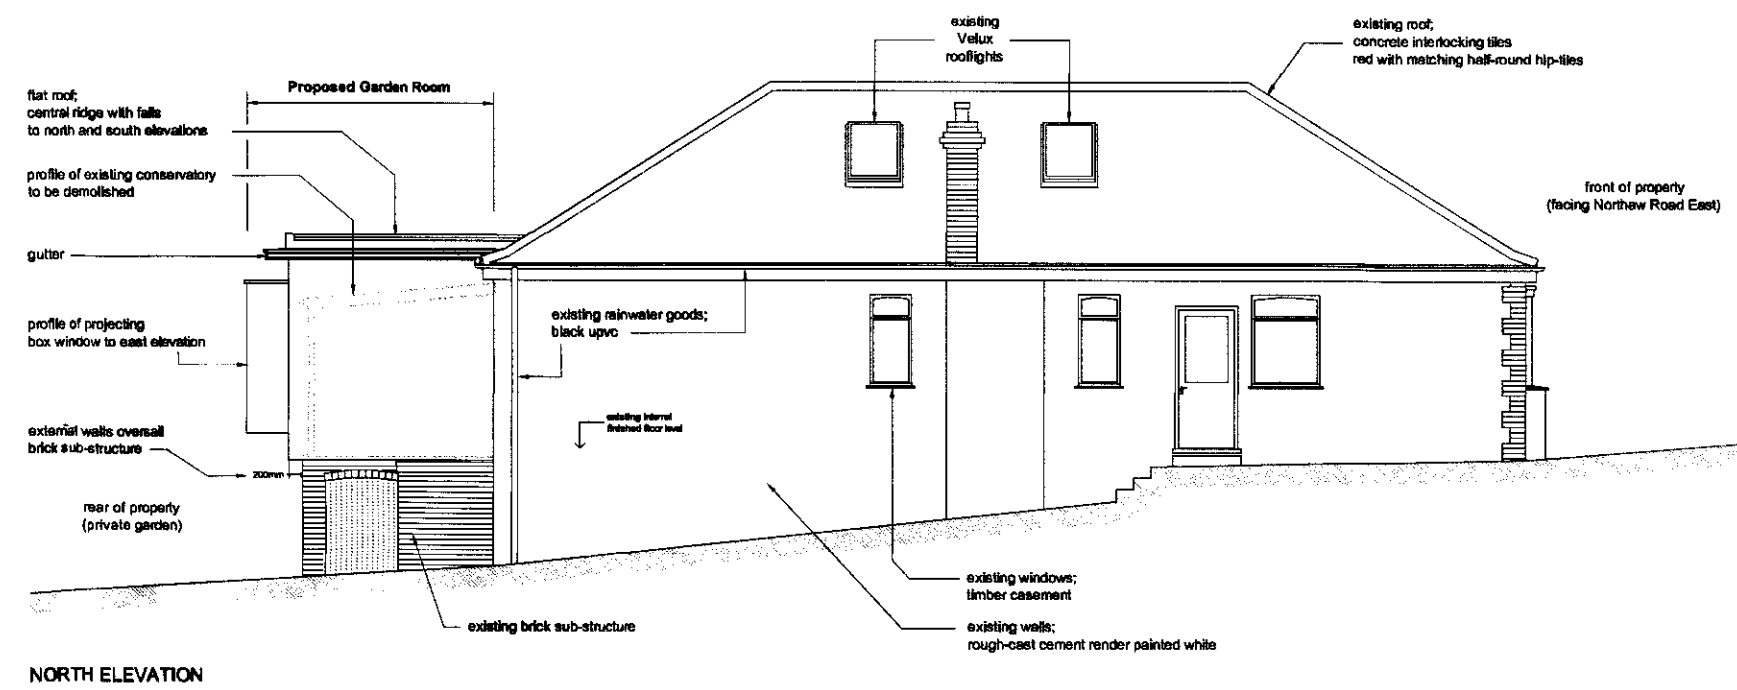 existing
Velux
rooflights
existing roof;
concrete interlocking tiles
red with matching half-round hip-tiles
Proposed Garden Room
flat roof;
central ridge with falls
to north and south elevations
profile of existing conservatory
to be demolished
front of property
(facing Northaw Road East)
gutter
profile of projecting
box window to east elevation
existing rainwater goods;
black upvc
existing internal
finished floor level
external walls oversail
brick sub-structure
200mm
rear of property
(private garden)
existing windows;
timber casement
existing brick sub-structure
existing walls;
rough-cast cement render painted white
NORTH ELEVATION